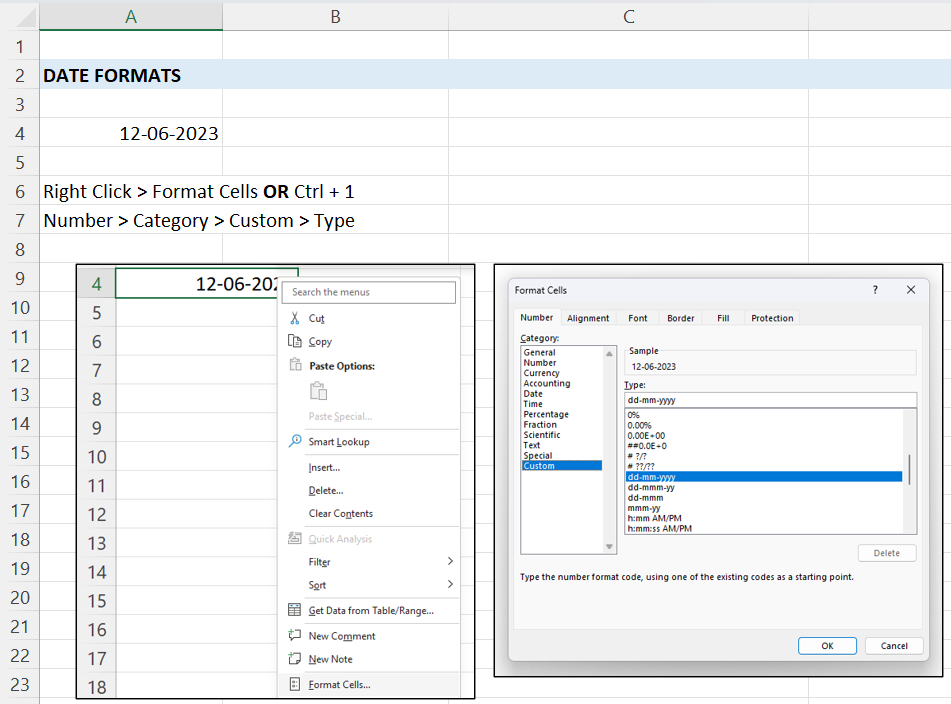 A B C
1
2 DATE FORMATS
3
4 12-06-2023
5
6 Right Click > Format Cells OR Ctrl + 1
7 Number > Category > Custom > Type
8
9
10
11
12
13
14
15
16
17
18
19
20
21
22
23
4 12-06-202
5
6
7
8
9
10
11
12
13
14
15
16
17
18
Search the menus
Cut
Copy
Paste Options:
Paste Special...
Smart Lookup
Insert...
Delete...
Clear Contents
Quick Analysis
Filter
Sort
Get Data from Table/Range...
New Comment
New Note
Format Cells...
Format Cells ?
Number Alignment Font Border Fill Protection
Category:
General
Number
Currency
Accounting
Date
Time
Percentage
Fraction
Scientific
Text
Special
Custom
Sample
12-06-2023
Type:
dd-mm-yyyy
0%
0.00%
0.00E+00
##0.0E+0
# ?/?
# ??/??
dd-mm-yyyy
dd-mmm-yy
dd-mmm
mmm-yy
h:mm AM/PM
h:mm:ss AM/PM
Delete
Type the number format code, using one of the existing codes as a starting point.
OK Cancel